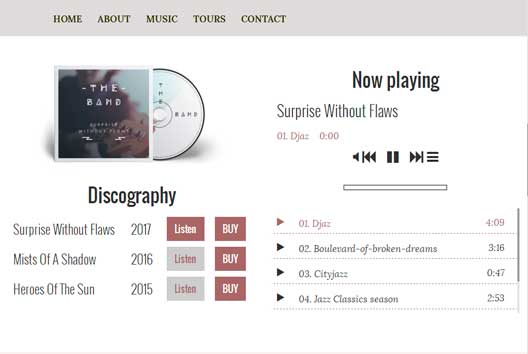 HOME ABOUT MUSIC TOURS CONTACT
-THE-
BAND
SURPRISE
WITHOUT FLAWS
THE
BAND
Discography
Surprise Without Flaws 2017 Listen BUY
Mists Of A Shadow 2016 Listen BUY
Heroes Of The Sun 2015 Listen BUY
Now playing
Surprise Without Flaws
01. Djaz 0:00
01. Djaz 4:09
02. Boulevard-of-broken-dreams 3:16
03. Cityjazz 0:47
04. Jazz Classics season 2:53